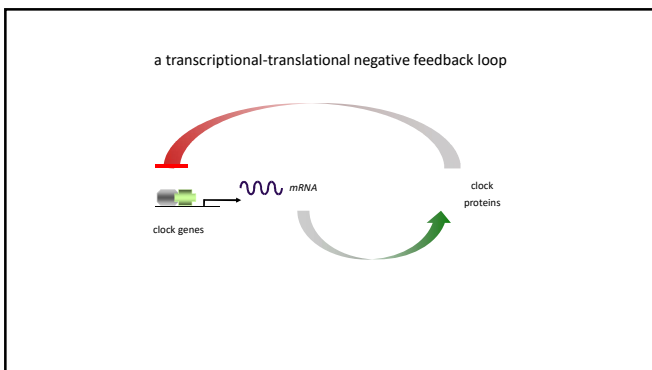 a transcriptional-translational negative feedback loop
mRNA
clock
proteins
clock genes